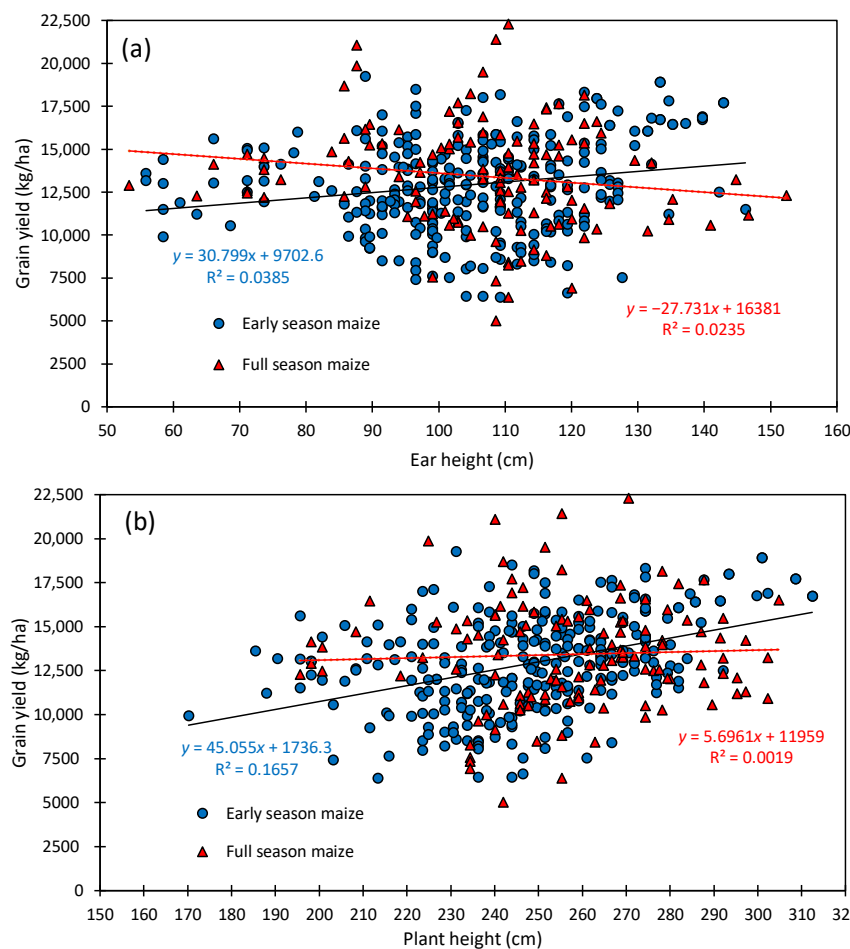 (a)
Grain yield (kg/ha)
22,500
20,000
17,500
15,000
12,500
10,000
7500
5000
2500
0
y = 30.799x + 9702.6
R² = 0.0385
y = −27.731x + 16381
R² = 0.0235
Early season maize
Full season maize
50 60 70 80 90 100 110 120 130 140 150 160
Ear height (cm)
(b)
Grain yield (kg/ha)
22,500
20,000
17,500
15,000
12,500
10,000
7500
5000
2500
0
y = 45.055x + 1736.3
R² = 0.1657
y = 5.6961x + 11959
R² = 0.0019
Early season maize
Full season maize
150 160 170 180 190 200 210 220 230 240 250 260 270 280 290 300 310 32
Plant height (cm)